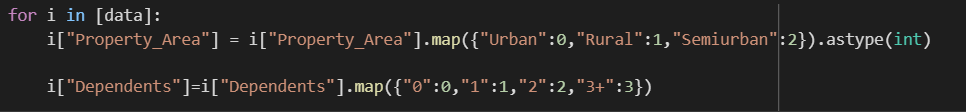 for i in [data]:
i["Property_Area"] = i["Property_Area"].map({"Urban":0,"Rural":1,"Semiurban":2}).astype(int)
i["Dependents"]=i["Dependents"].map({"0":0,"1":1,"2":2,"3+":3})